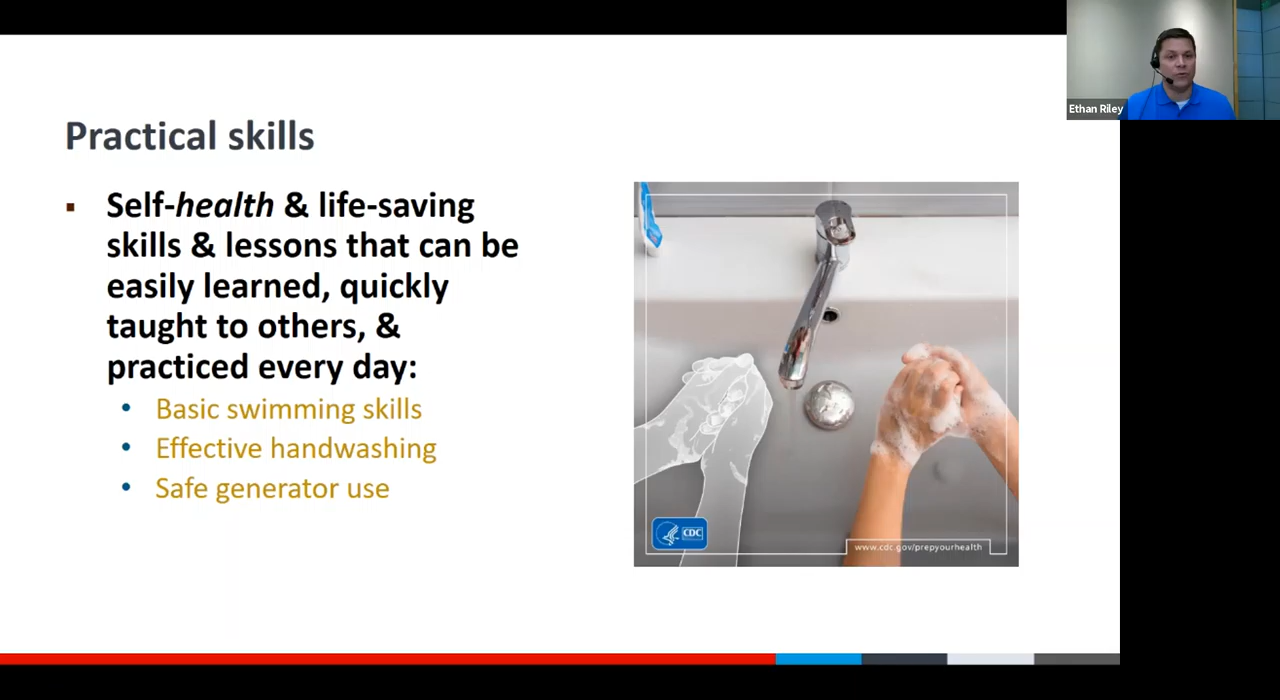 Ethan Riley
Practical skills
▪ Self-health & life-saving
skills & lessons that can be
easily learned, quickly
taught to others, &
practiced every day:
• Basic swimming skills
• Effective handwashing
• Safe generator use
CDC
www.cdc.gov/prepyourhealth